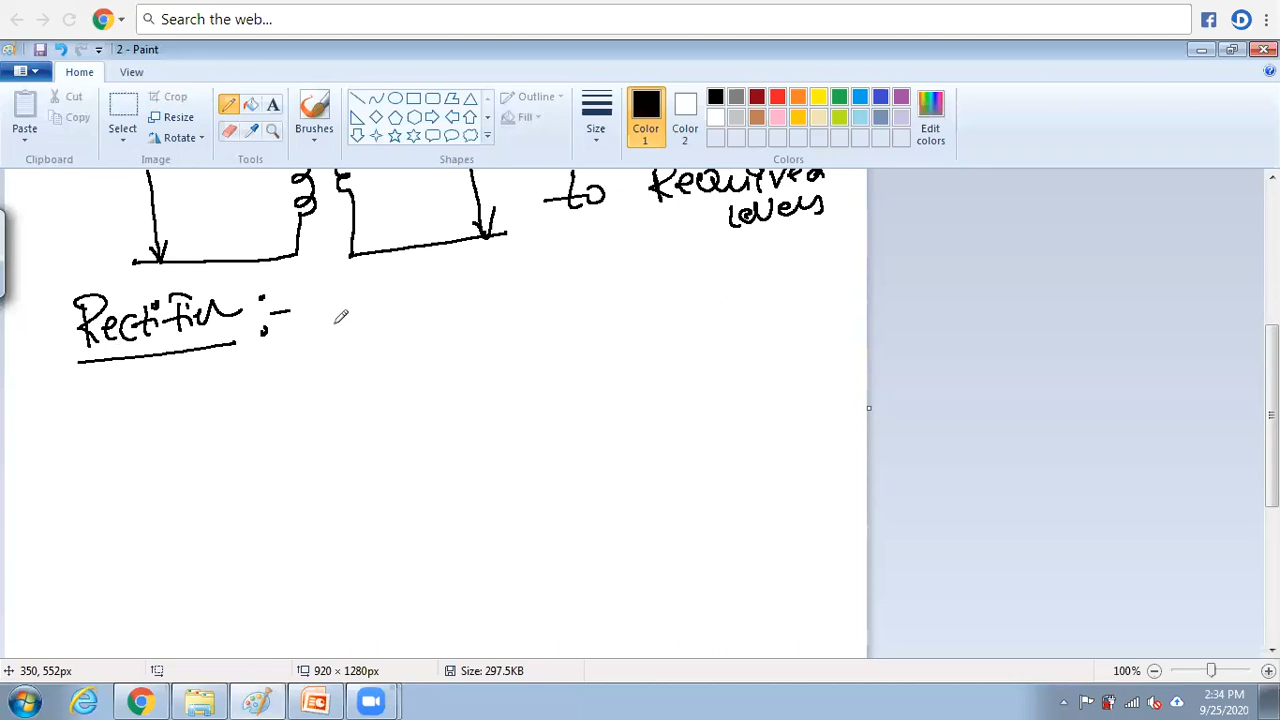 Search the web...
2 - Paint
Home
View
Paste
Cut
Copy
Clipboard
Select
Crop
Resize
Rotate
Image
Tools
Brushes
Shapes
Outline
Fill
Size
Color 1
Color 2
Edit colors
Colors
to Required
levels
Rectifier :-
350, 552px
920 × 1280px
Size: 297.5KB
100%
2:34 PM
9/25/2020